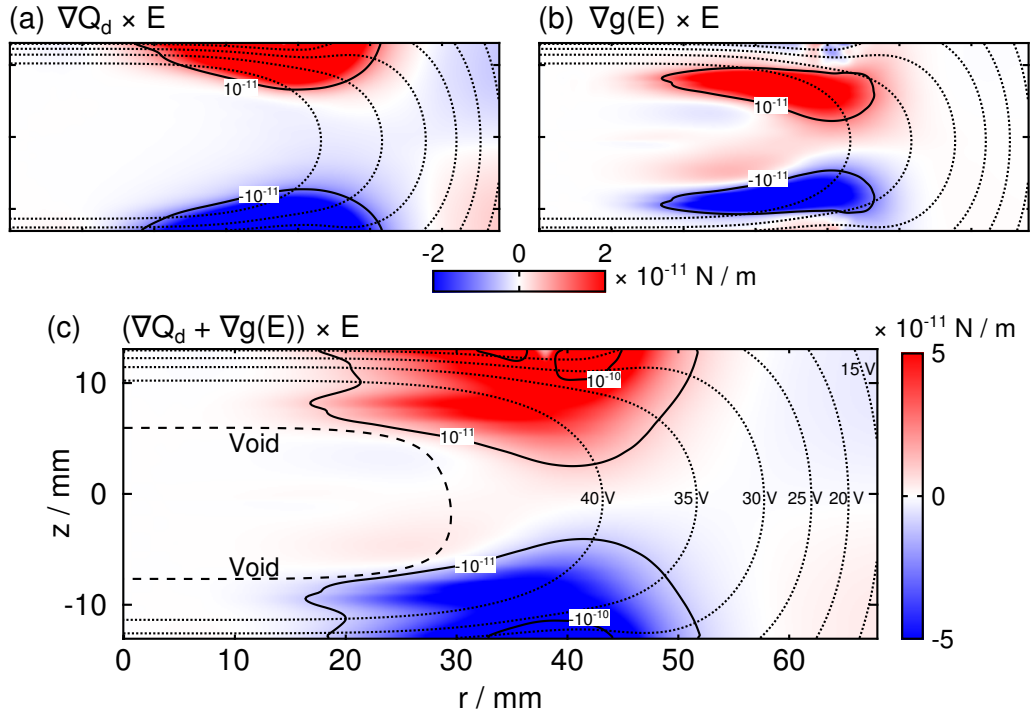 (a) ∇Q_d × E
(b) ∇g(E) × E
10⁻¹¹
-10⁻¹¹
10⁻¹¹
-10⁻¹¹
-2 0 2
× 10⁻¹¹ N / m
(c) (∇Q_d + ∇g(E)) × E
× 10⁻¹¹ N / m
10
0
-10
z / mm
Void
Void
10⁻¹⁰
10⁻¹¹
-10⁻¹¹
-10⁻¹⁰
15 V
40 V 35 V 30 V 25 V 20 V
5
0
-5
0 10 20 30 40 50 60
r / mm